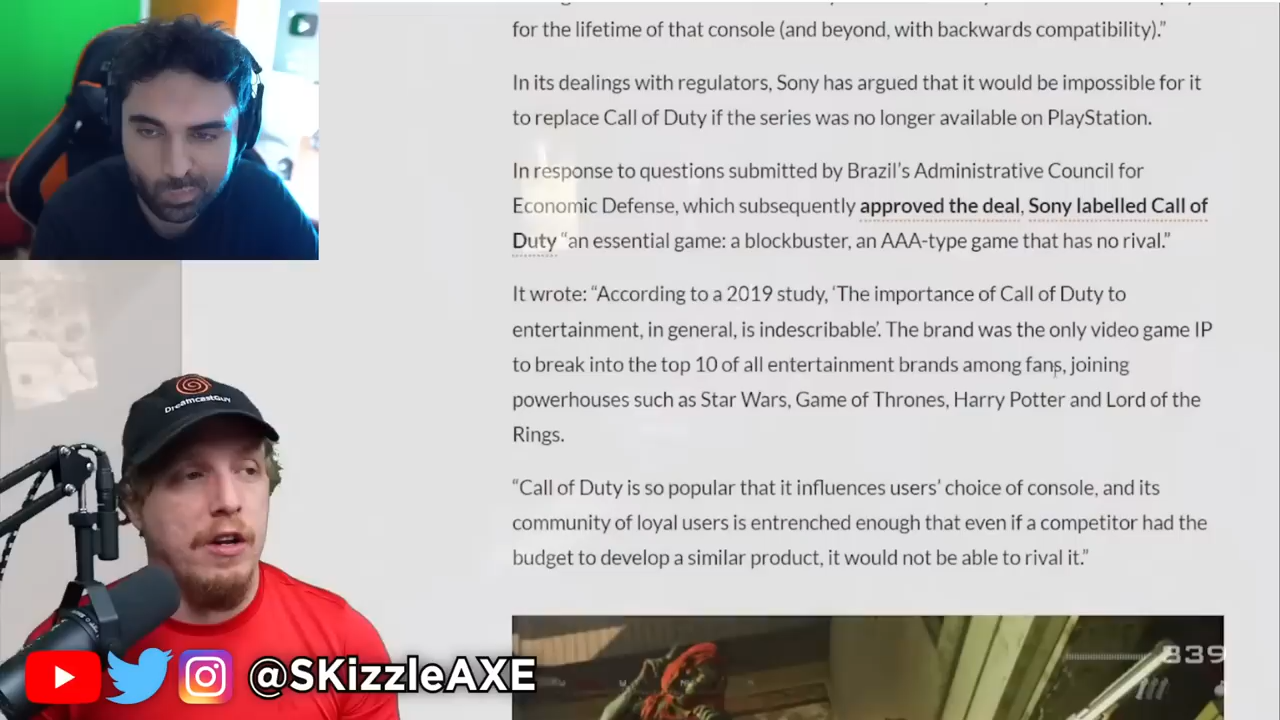 for the lifetime of that console (and beyond, with backwards compatibility)."
In its dealings with regulators, Sony has argued that it would be impossible for it
to replace Call of Duty if the series was no longer available on PlayStation.
In response to questions submitted by Brazil's Administrative Council for
Economic Defense, which subsequently approved the deal, Sony labelled Call of
Duty "an essential game: a blockbuster, an AAA-type game that has no rival."
It wrote: "According to a 2019 study, 'The importance of Call of Duty to
entertainment, in general, is indescribable'. The brand was the only video game IP
to break into the top 10 of all entertainment brands among fans, joining
powerhouses such as Star Wars, Game of Thrones, Harry Potter and Lord of the
Rings.
"Call of Duty is so popular that it influences users' choice of console, and its
community of loyal users is entrenched enough that even if a competitor had the
budget to develop a similar product, it would not be able to rival it."
DreamcastGuy
@SKizzleAXE
839